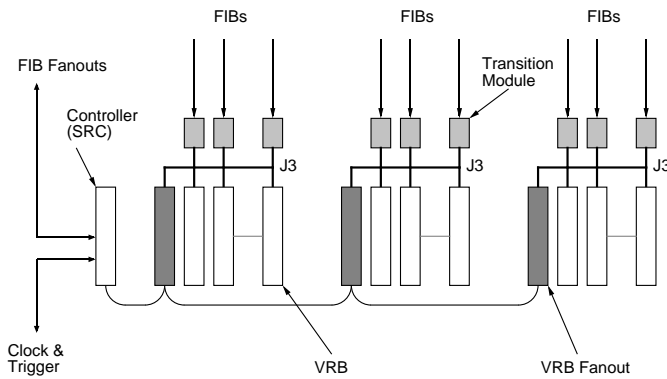 FIBs
FIBs
FIBs
FIB Fanouts
Transition
Module
Controller
(SRC)
J3
J3
J3
Clock &
Trigger
VRB
VRB Fanout